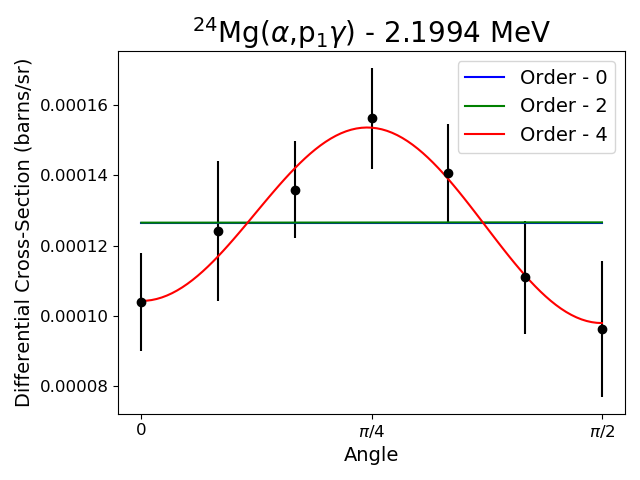 ²⁴Mg(α,p₁γ) - 2.1994 MeV
Differential Cross-Section (barns/sr)
0.00016
0.00014
0.00012
0.00010
0.00008
Order - 0
Order - 2
Order - 4
0
π/4
π/2
Angle